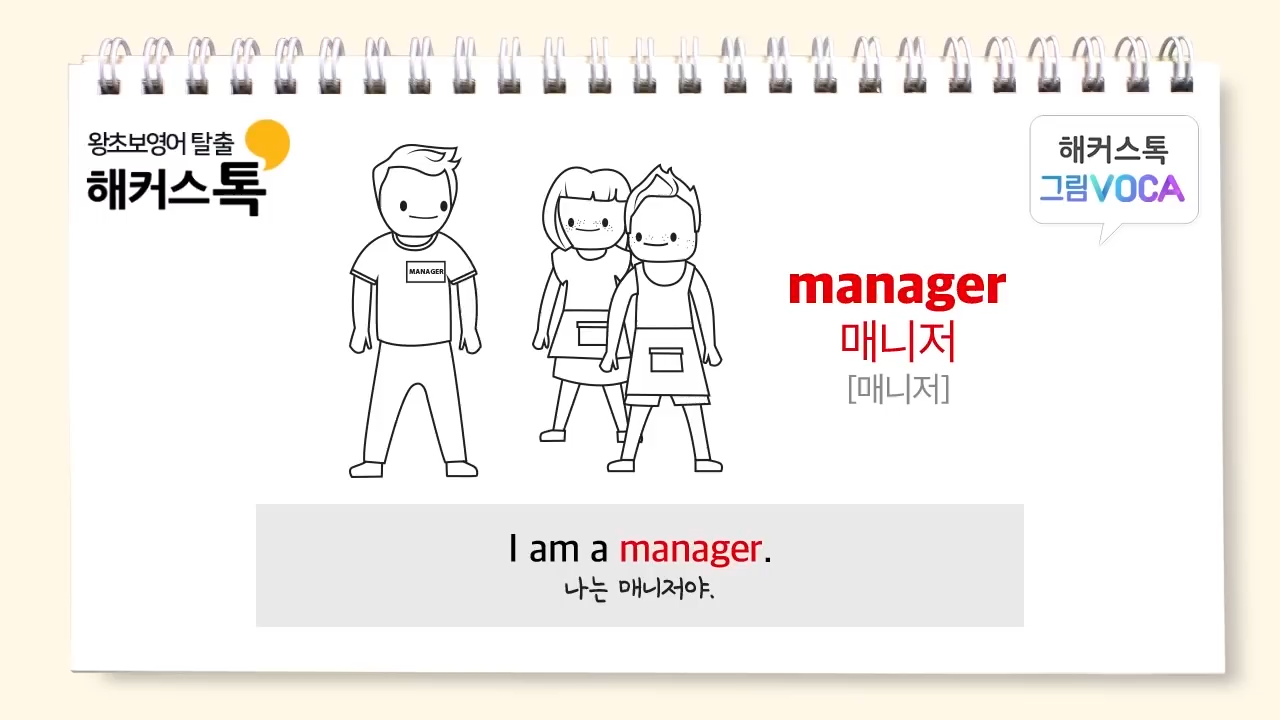 왕초보영어 탈출
해커스톡
해커스톡
그림VOCA
MANAGER
manager
매니저
[매니저]
I am a manager.
나는 매니저야.